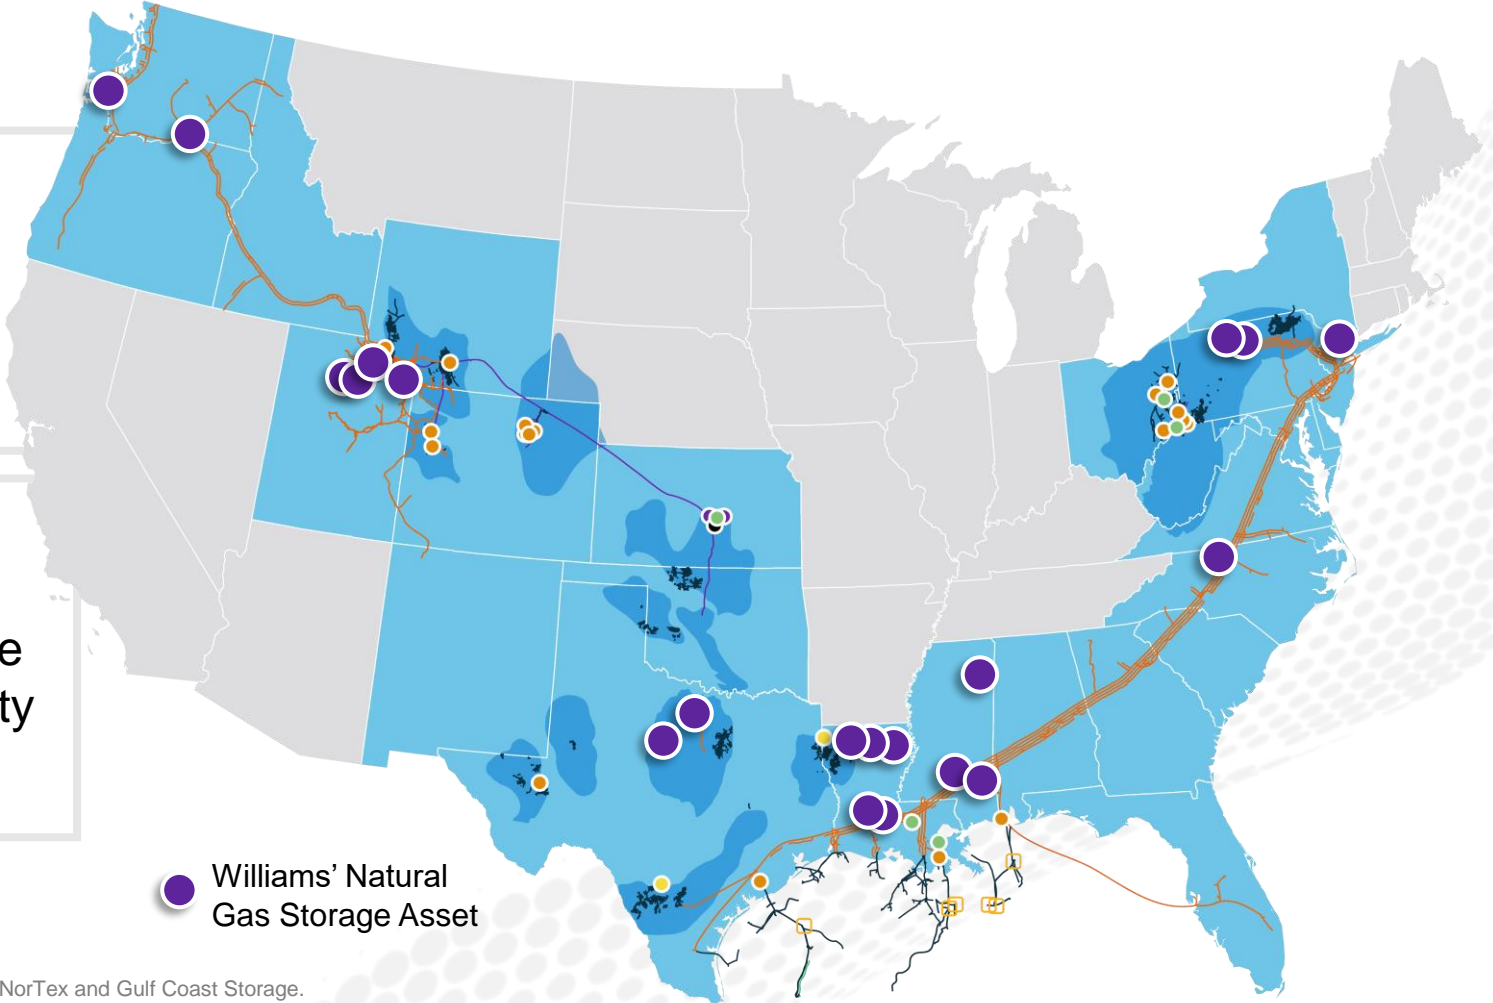 e
ty
Williams’ Natural
Gas Storage Asset
NorTex and Gulf Coast Storage.